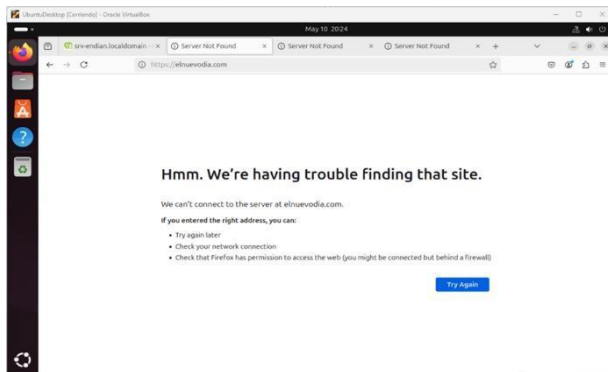 UbuntuDesktop [Corriendo] - Oracle VirtualBox
May 10 2024
srv-endian.localdomain
Server Not Found
Server Not Found
Server Not Found
https://elnuevodia.com
Hmm. We're having trouble finding that site.
We can't connect to the server at elnuevodia.com.
If you entered the right address, you can:
Try again later
Check your network connection
Check that Firefox has permission to access the web (you might be connected but behind a firewall)
Try Again